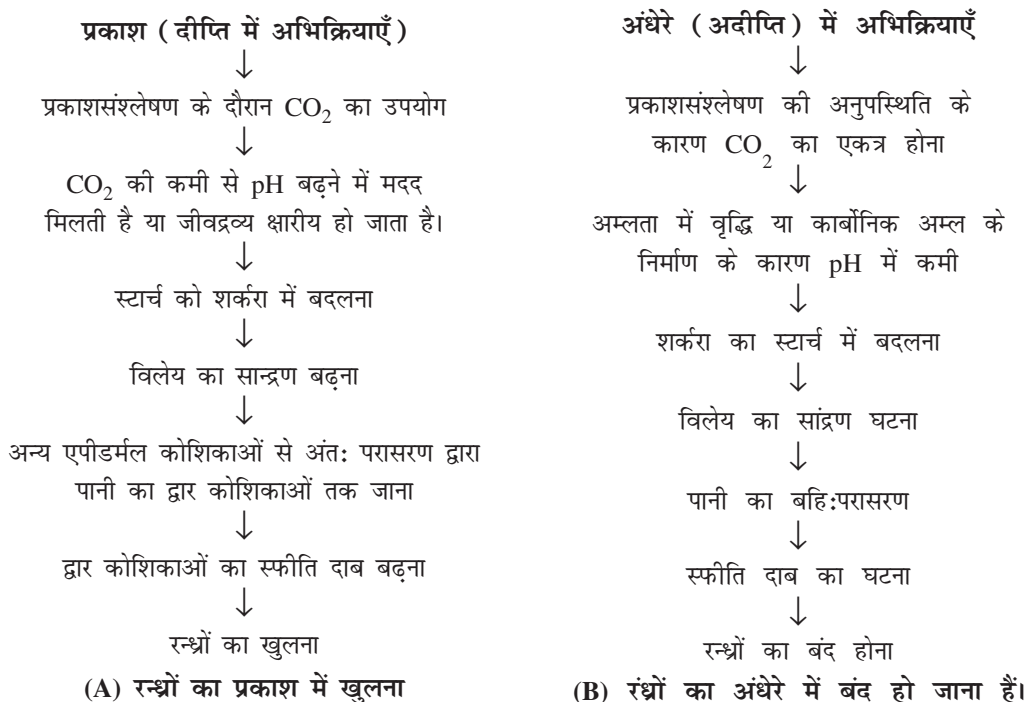 प्रकाश (दीप्ति में अभिक्रियाएँ)
↓
प्रकाशसंश्लेषण के दौरान CO₂ का उपयोग
↓
CO₂ की कमी से pH बढ़ने में मदद
मिलती है या जीवद्रव्य क्षारीय हो जाता है।
↓
स्टार्च को शर्करा में बदलना
↓
विलेय का सान्द्रण बढ़ना
↓
अन्य एपीडर्मल कोशिकाओं से अंत: परासरण द्वारा
पानी का द्वार कोशिकाओं तक जाना
↓
द्वार कोशिकाओं का स्फीति दाब बढ़ना
↓
रन्ध्रों का खुलना
(A) रन्ध्रों का प्रकाश में खुलना
अंधेरे (अदीप्ति) में अभिक्रियाएँ
↓
प्रकाशसंश्लेषण की अनुपस्थिति के
कारण CO₂ का एकत्र होना
↓
अम्लता में वृद्धि या कार्बोनिक अम्ल के
निर्माण के कारण pH में कमी
↓
शर्करा का स्टार्च में बदलना
↓
विलेय का सांद्रण घटना
↓
पानी का बहि:परासरण
↓
स्फीति दाब का घटना
↓
रन्ध्रों का बंद होना
(B) रंध्रों का अंधेरे में बंद हो जाना हैं।